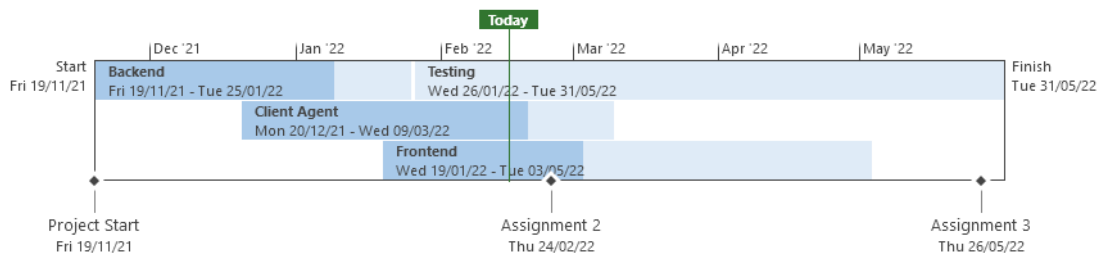 Today
Dec '21 Jan '22 Feb '22 Mar '22 Apr '22 May '22
Start
Fri 19/11/21
Finish
Tue 31/05/22
Backend
Fri 19/11/21 - Tue 25/01/22
Testing
Wed 26/01/22 - Tue 31/05/22
Client Agent
Mon 20/12/21 - Wed 09/03/22
Frontend
Wed 19/01/22 - Tue 03/05/22
Project Start
Fri 19/11/21
Assignment 2
Thu 24/02/22
Assignment 3
Thu 26/05/22